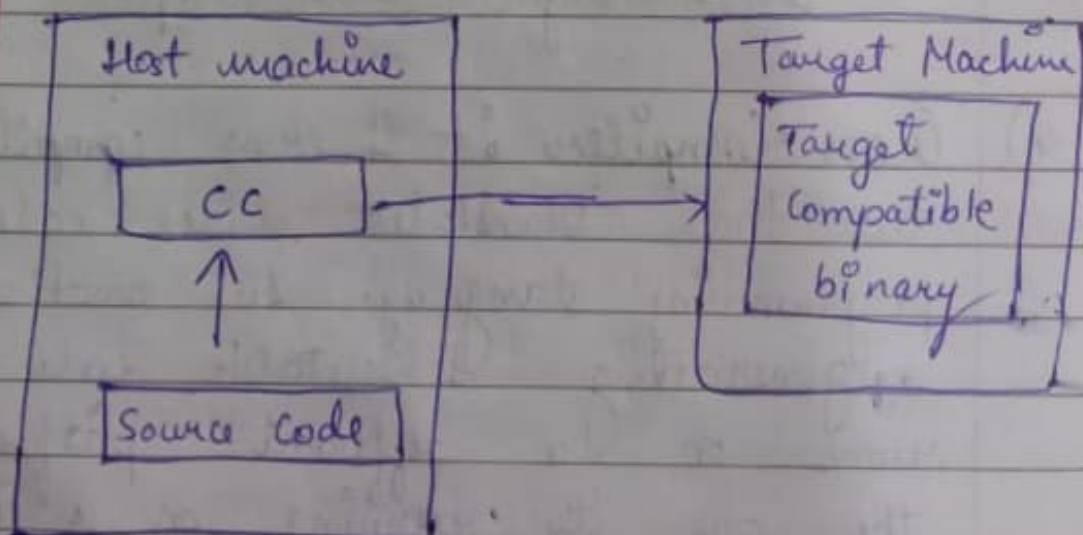 Host machine
CC
Source Code
Target Machine
Target
Compatible
binary